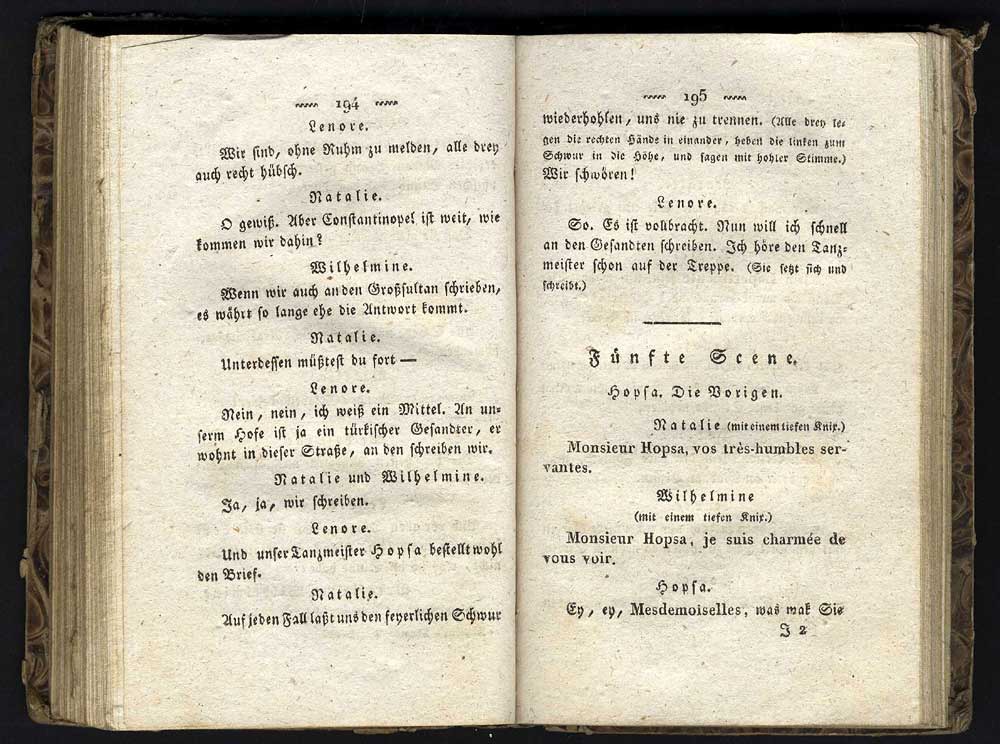 194
Lenore.
Wir sind, ohne Ruhm zu melden, alle drey
auch recht hübsch.
Natalie.
O gewiß. Aber Constantinopel ist weit, wie
kommen wir dahin?
Wilhelmine.
Wenn wir auch an den Großsultan schrieben,
es währt so lange ehe die Antwort kommt.
Natalie.
Unterdessen müßtest du fort —
Lenore.
Nein, nein, ich weiß ein Mittel. An un-
serm Hofe ist ja ein türkischer Gesandter, er
wohnt in dieser Straße, an den schreiben wir.
Natalie und Wilhelmine.
Ja, ja, wir schreiben.
Lenore.
Und unser Tanzmeister Hopsa bestellt wohl
den Brief.
Natalie.
Auf jeden Fall laßt uns den feyerlichen Schwur
195
wiederhohlen, uns nie zu trennen. (Alle drey le-
gen die rechten Hände in einander, heben die linken zum
Schwur in die Höhe, und sagen mit hohler Stimme.)
Wir schwören!
Lenore.
So. Es ist vollbracht. Nun will ich schnell
an den Gesandten schreiben. Ich höre den Tanz-
meister schon auf der Treppe. (Sie setzt sich und
schreibt.)
Fünfte Scene.
Hopsa. Die Vorigen.
Natalie (mit einem tiefen Knix.)
Monsieur Hopsa, vos très-humbles ser-
vantes.
Wilhelmine
(mit einem tiefen Knix.)
Monsieur Hopsa, je suis charmée de
vous voir.
Hopsa.
Ey, ey, Mesdemoiselles, was mak Sie
J 2